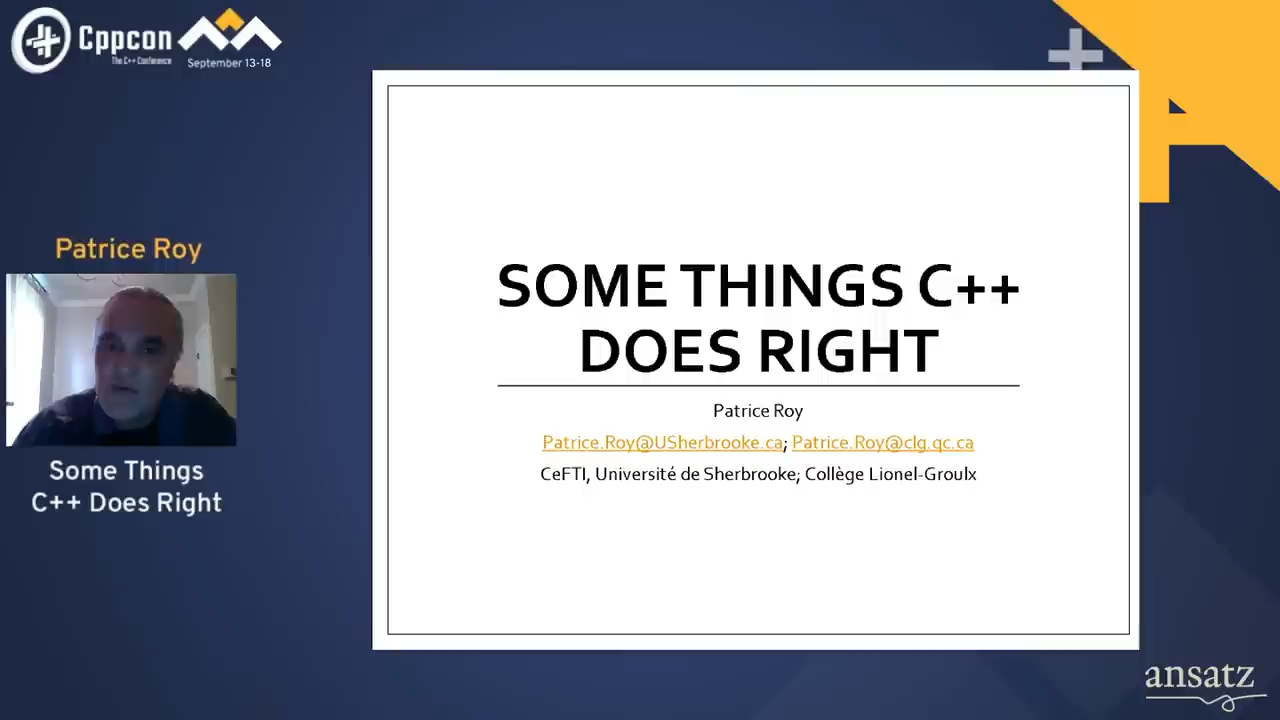 Cppcon
The C++ Conference
September 13-18
Patrice Roy
Some Things
C++ Does Right
SOME THINGS C++
DOES RIGHT
Patrice Roy
Patrice.Roy@USherbrooke.ca; Patrice.Roy@clg.qc.ca
CeFTI, Université de Sherbrooke; Collège Lionel-Groulx
ansatz